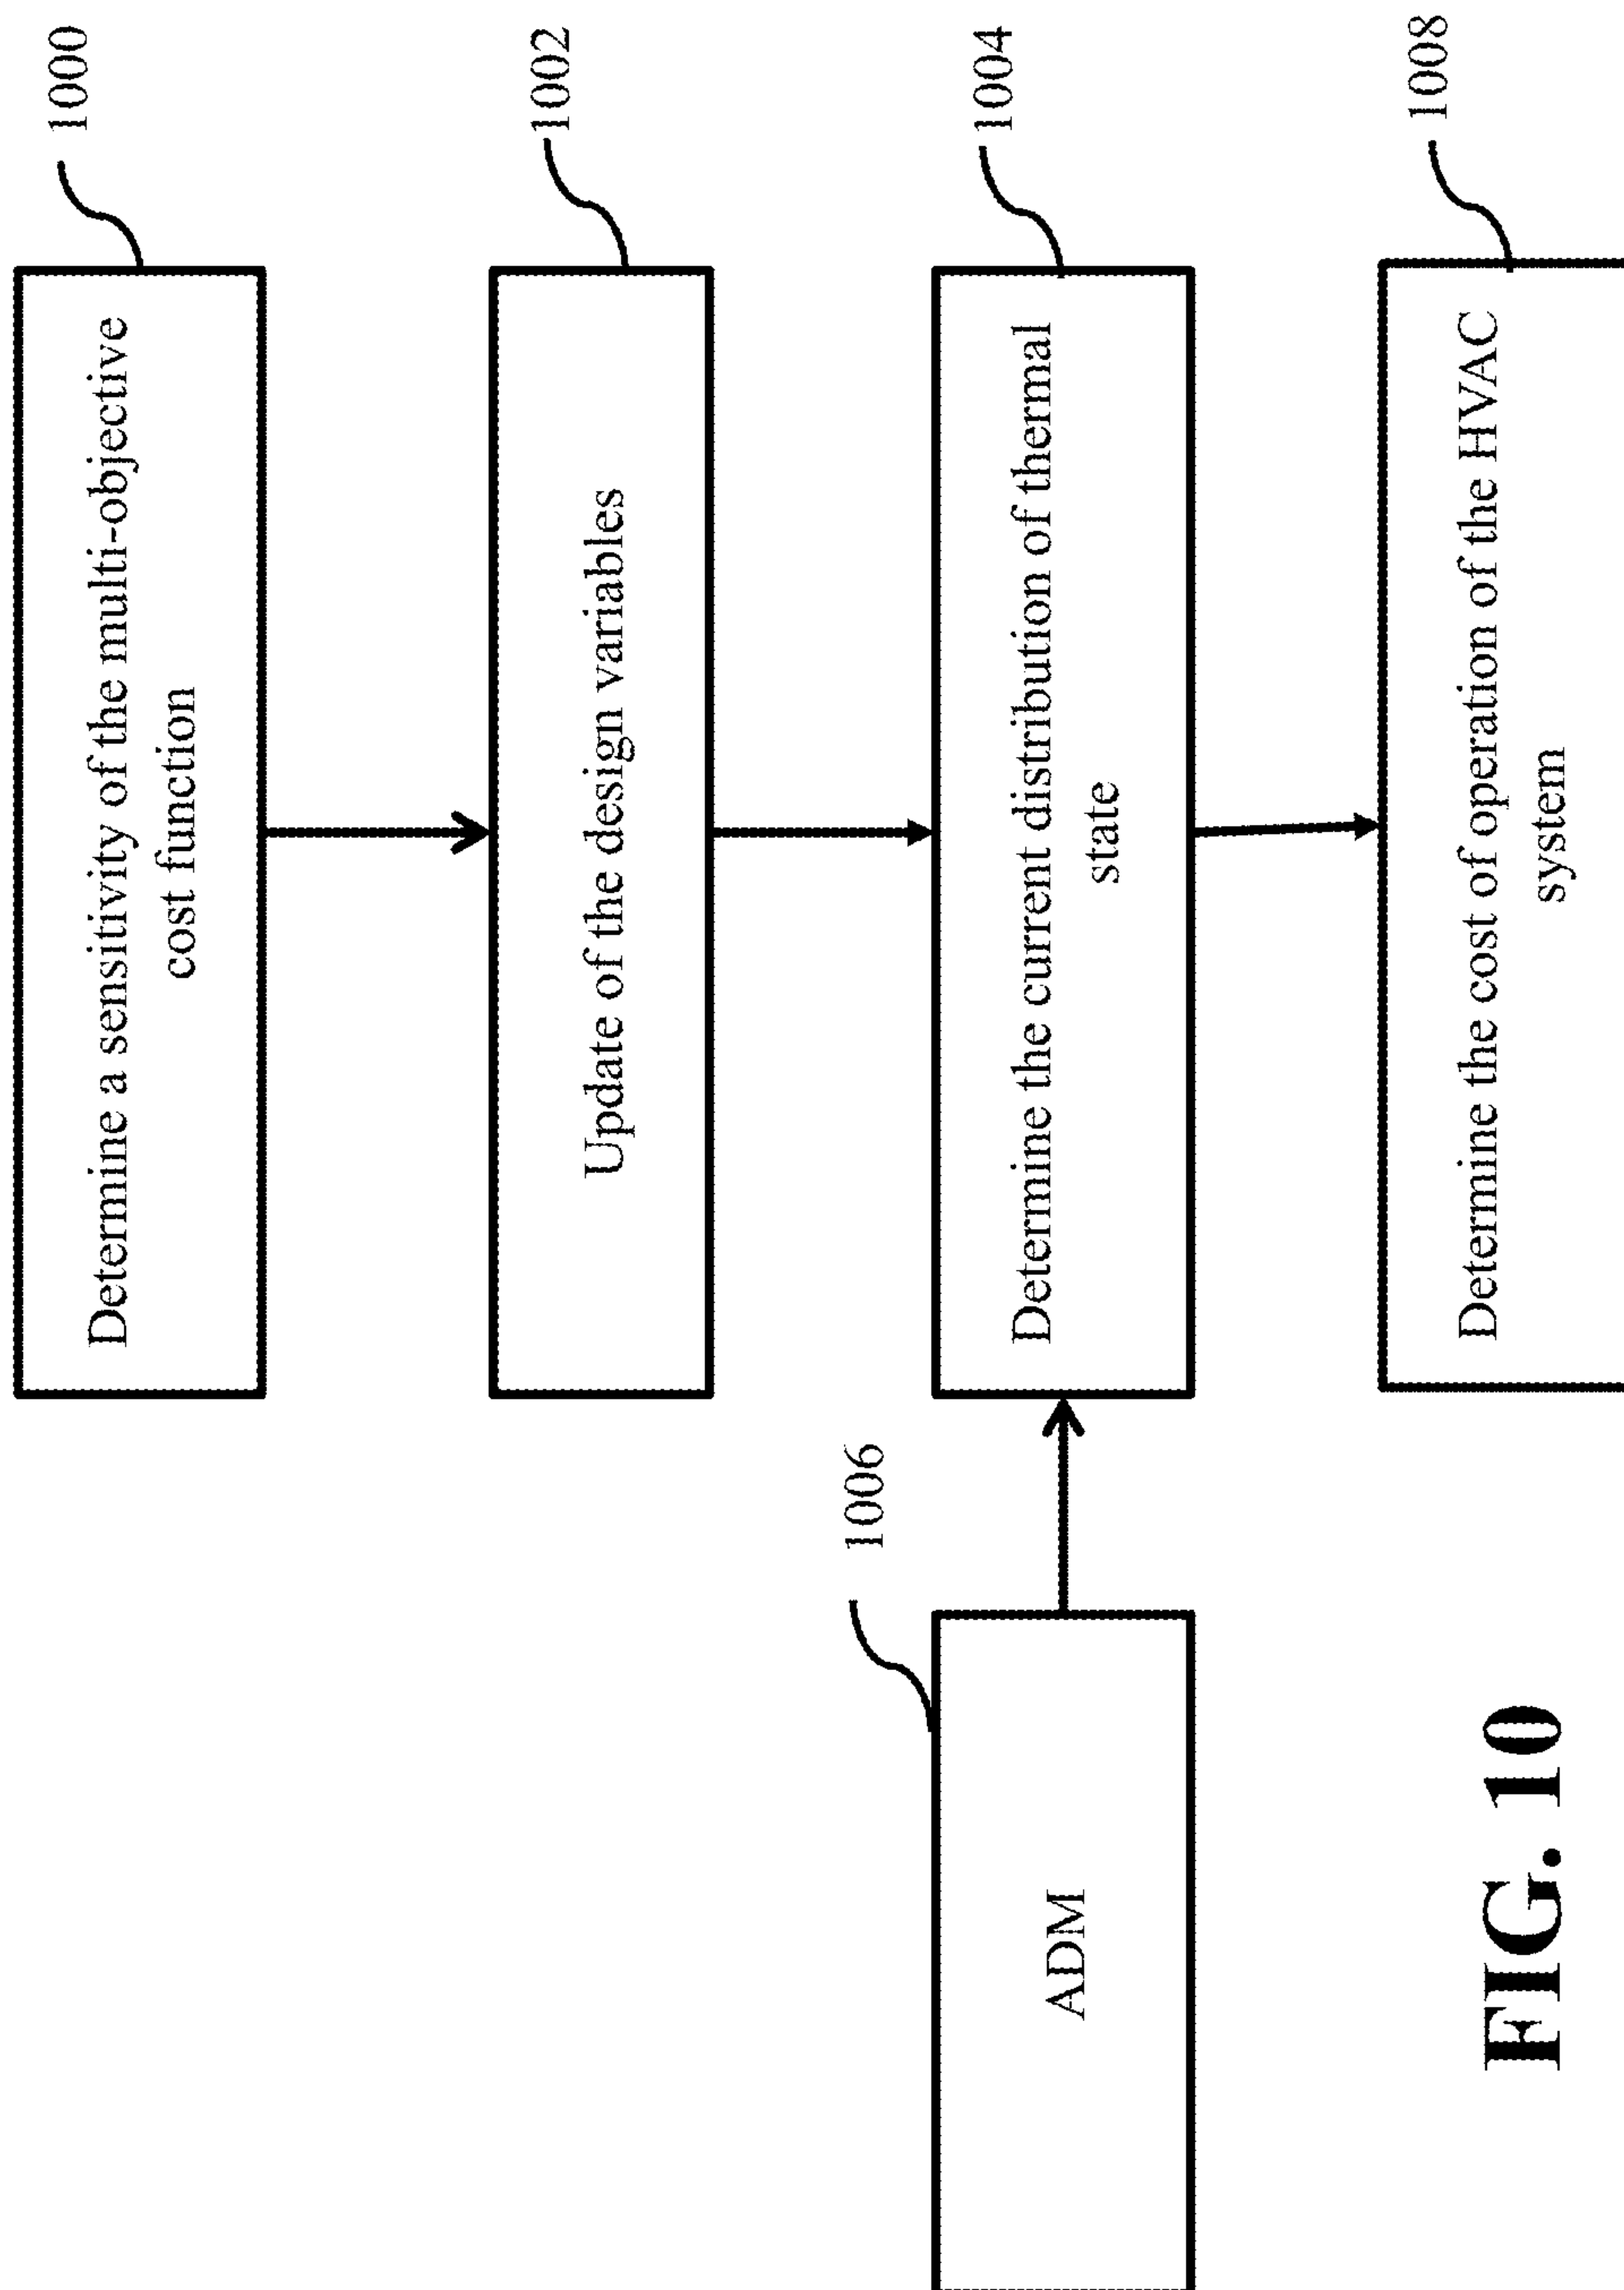 1000
Determine a sensitivity of the multi-objective
cost function
1002
Update of the design variables
1004
Determine the current distribution of thermal
state
1006
ADM
1008
Determine the cost of operation of the HVAC
system
FIG. 10